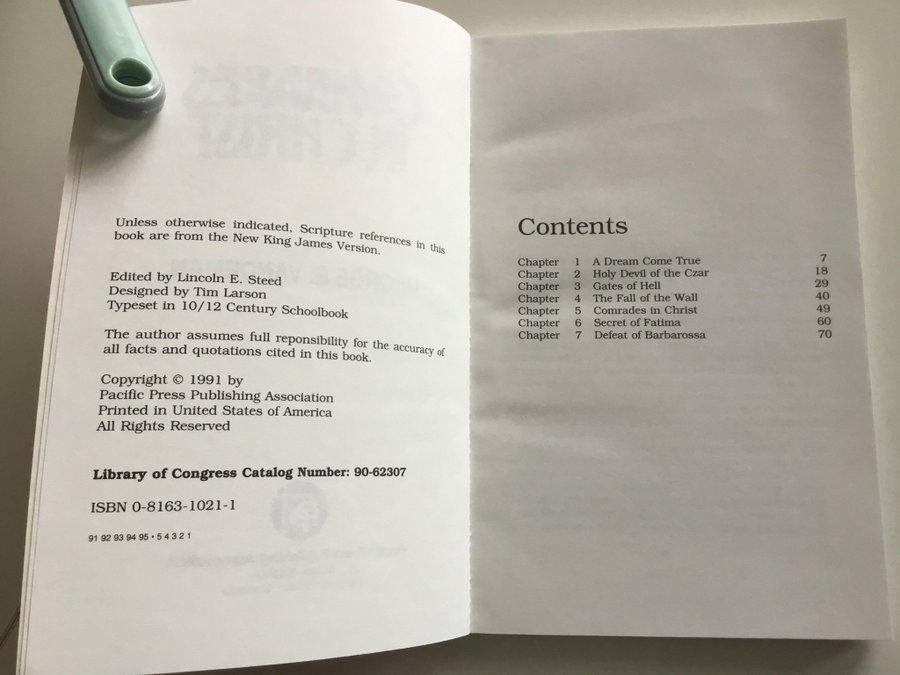 Unless otherwise indicated, Scripture references in this
book are from the New King James Version.
Edited by Lincoln E. Steed
Designed by Tim Larson
Typeset in 10/12 Century Schoolbook
The author assumes full reponsibility for the accuracy of
all facts and quotations cited in this book.
Copyright © 1991 by
Pacific Press Publishing Association
Printed in United States of America
All Rights Reserved
Library of Congress Catalog Number: 90-62307
ISBN 0-8163-1021-1
91 92 93 94 95 • 5 4 3 2 1
Contents
Chapter 1 A Dream Come True 7
Chapter 2 Holy Devil of the Czar 18
Chapter 3 Gates of Hell 29
Chapter 4 The Fall of the Wall 40
Chapter 5 Comrades in Christ 49
Chapter 6 Secret of Fatima 60
Chapter 7 Defeat of Barbarossa 70